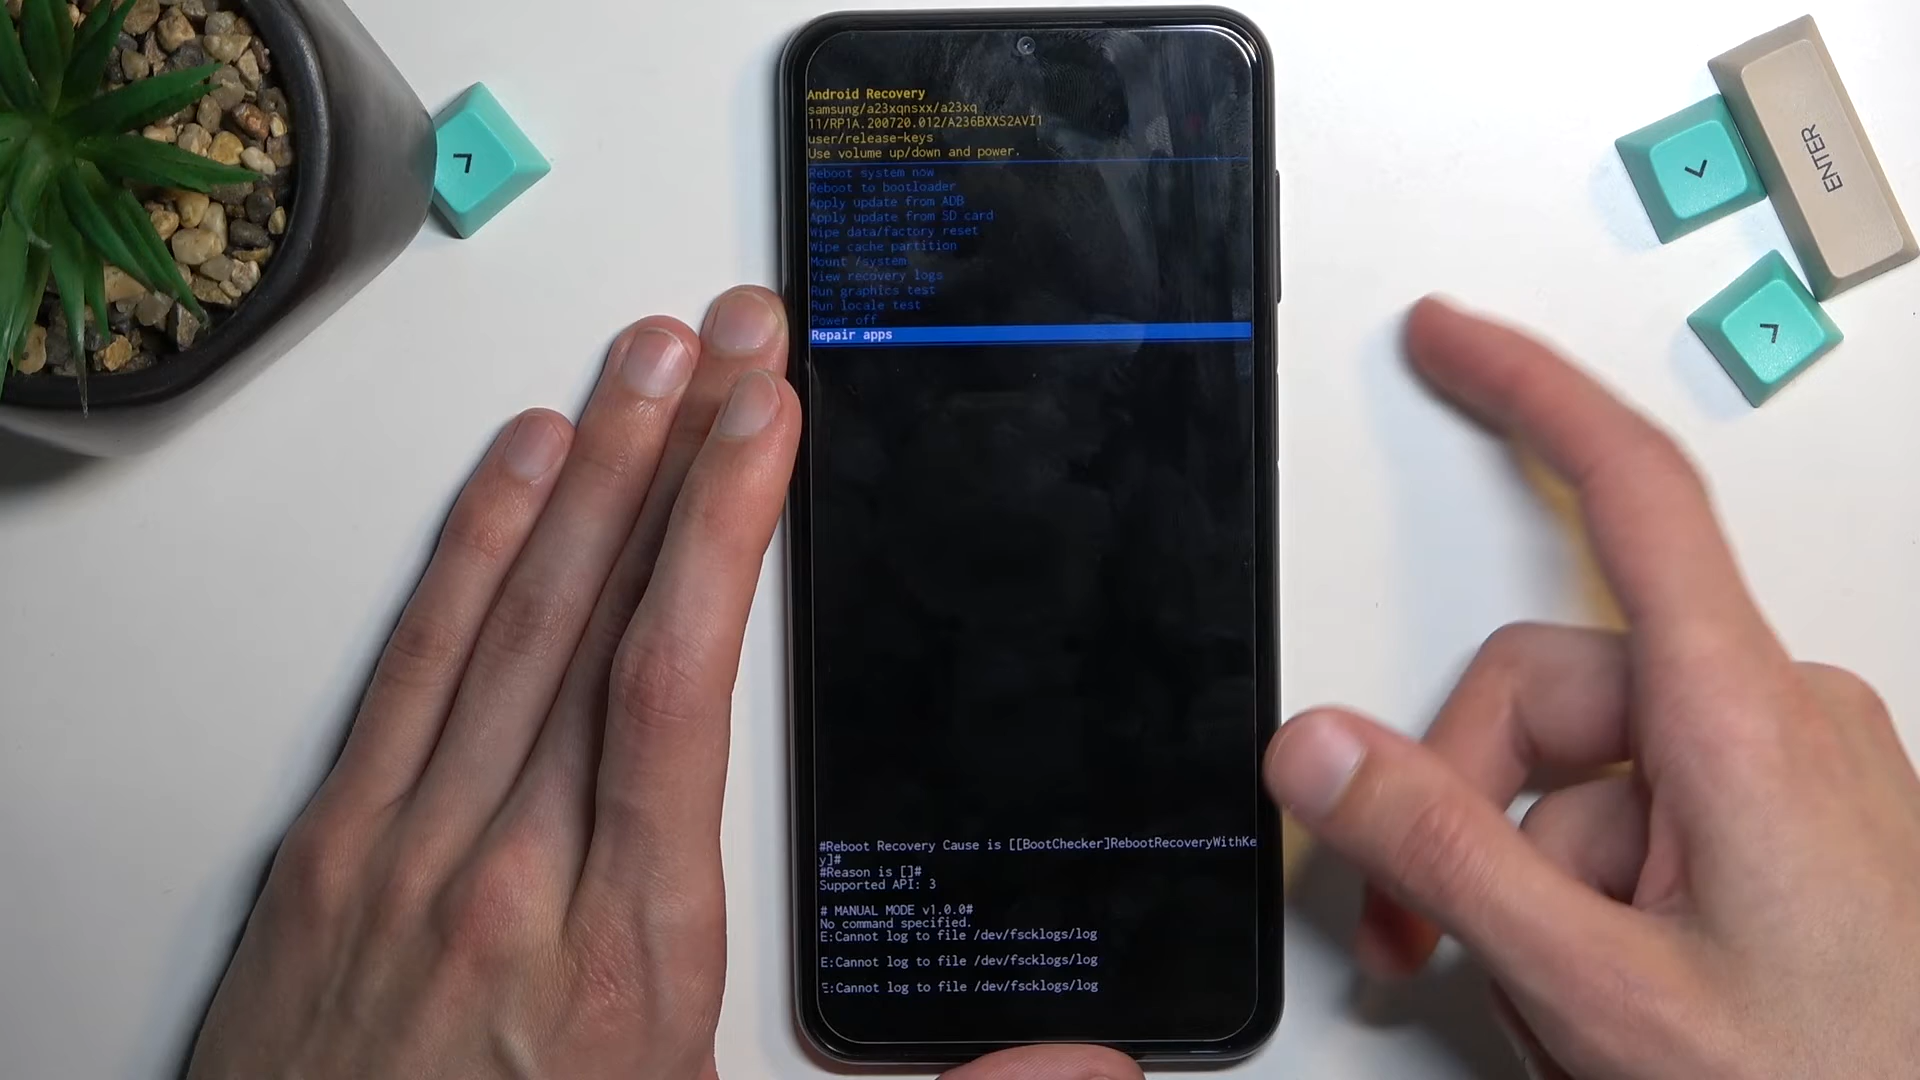 Android Recovery
samsung/a23xqnsxx/a23xq
11/RP1A.200720.012/A236BXXS2AVI1
user/release-keys
Use volume up/down and power.
Reboot system now
Reboot to bootloader
Apply update from ADB
Apply update from SD card
Wipe data/factory reset
Wipe cache partition
Mount /system
View recovery logs
Run graphics test
Run locale test
Power off
Repair apps
#Reboot Recovery Cause is [[BootChecker]RebootRecoveryWithKe
y]#
#Reason is []#
Supported API: 3
# MANUAL MODE v1.0.0#
No command specified.
E:Cannot log to file /dev/fscklogs/log
E:Cannot log to file /dev/fscklogs/log
E:Cannot log to file /dev/fscklogs/log
ENTER